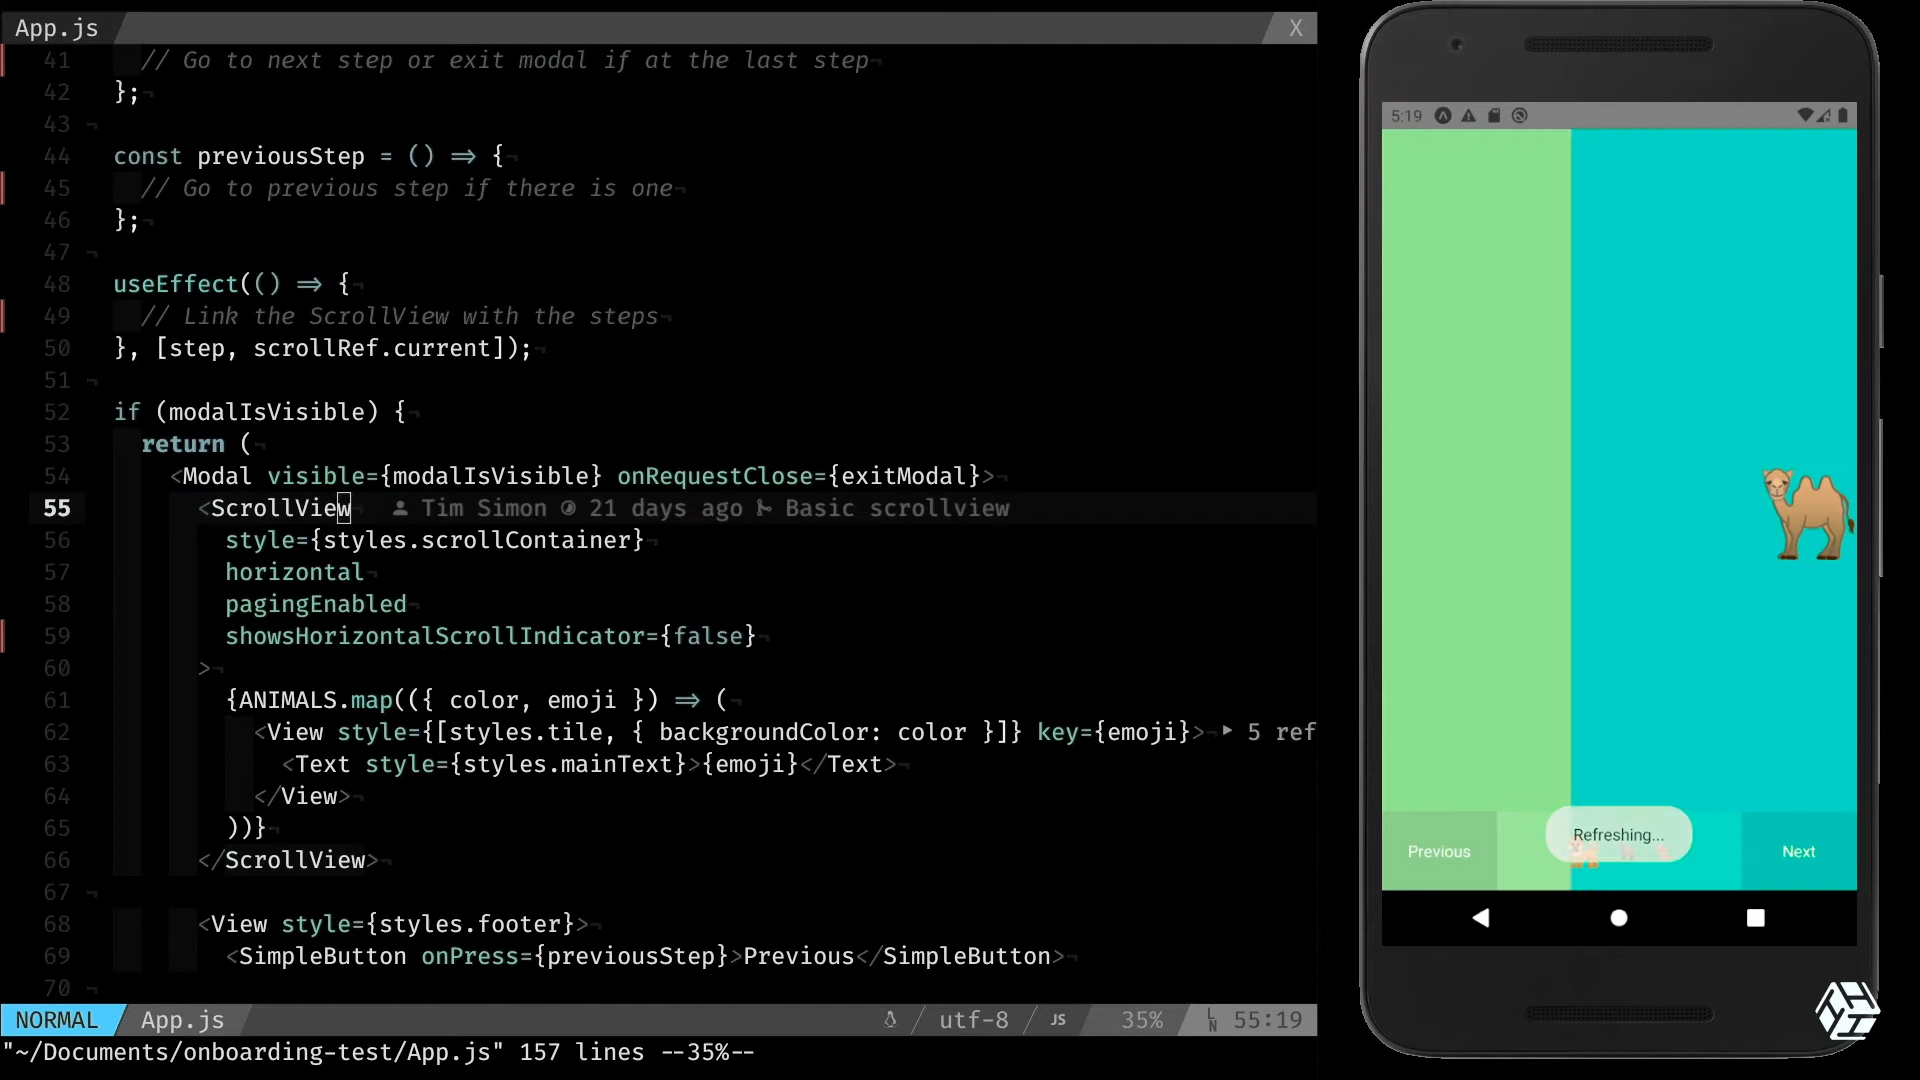 App.js
X
41 // Go to next step or exit modal if at the last step¬
42 };¬
43 ¬
44 const previousStep = () => {¬
45 // Go to previous step if there is one¬
46 };¬
47 ¬
48 useEffect(() => {¬
49 // Link the ScrollView with the steps¬
50 }, [step, scrollRef.current]);¬
51 ¬
52 if (modalIsVisible) {¬
53 return (¬
54 <Modal visible={modalIsVisible} onRequestClose={exitModal}>¬
55 <ScrollView¬ Tim Simon 21 days ago Basic scrollview
56 style={styles.scrollContainer}¬
57 horizontal¬
58 pagingEnabled¬
59 showsHorizontalScrollIndicator={false}¬
60 >¬
61 {ANIMALS.map(({ color, emoji }) => (¬
62 <View style={[styles.tile, { backgroundColor: color }]} key={emoji}>¬ ▸ 5 ref
63 <Text style={styles.mainText}>{emoji}</Text>¬
64 </View>¬
65 ))}¬
66 </ScrollView>¬
67 ¬
68 <View style={styles.footer}>¬
69 <SimpleButton onPress={previousStep}>Previous</SimpleButton>¬
70 ¬
NORMAL App.js utf-8 JS 35% LN 55:19
"~/Documents/onboarding-test/App.js" 157 lines --35%--
5:19
Refreshing...
Previous
Next